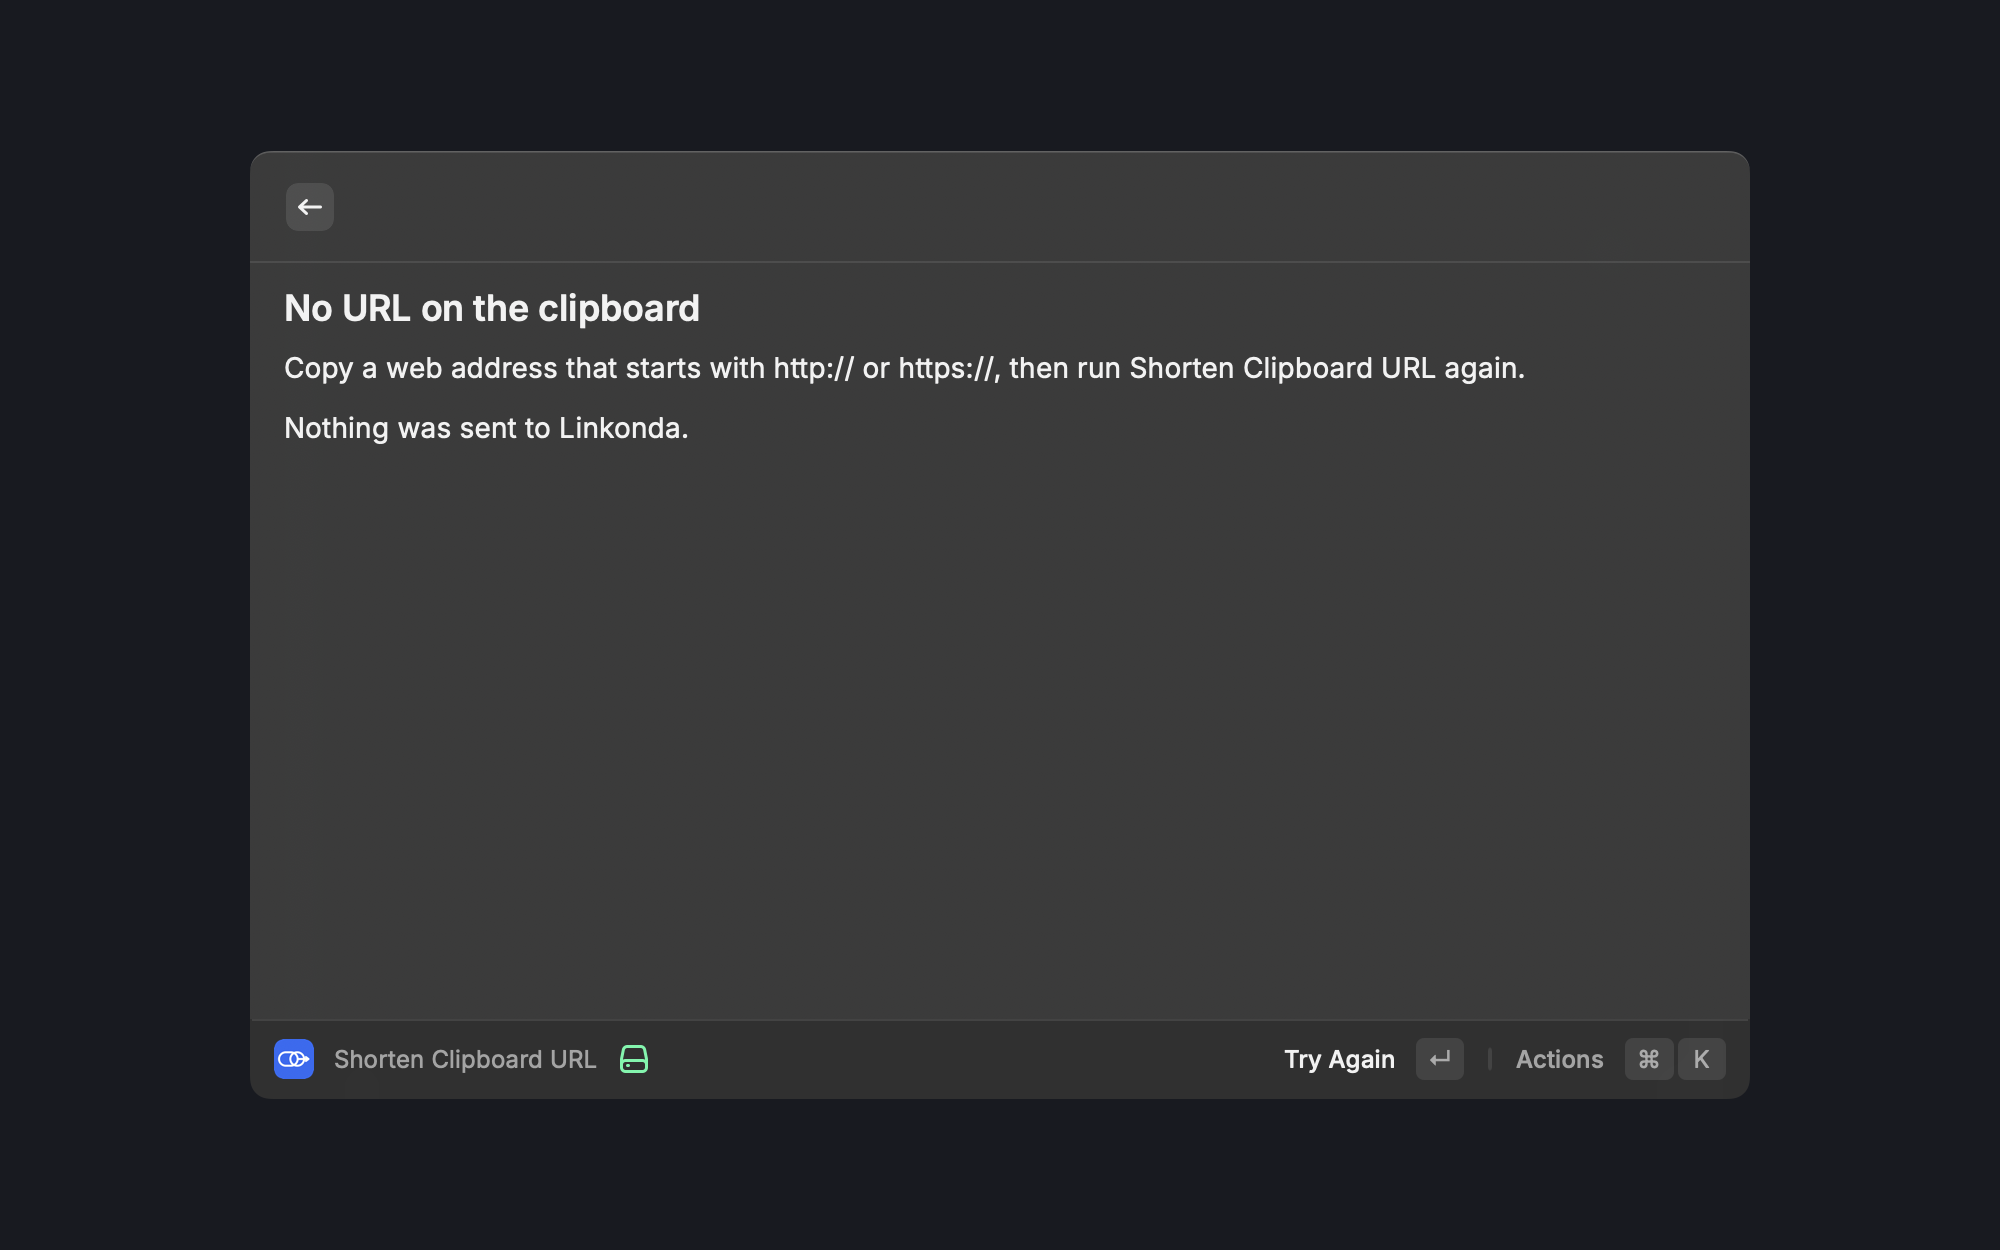 No URL on the clipboard
Copy a web address that starts with http:// or https://, then run Shorten Clipboard URL again.
Nothing was sent to Linkonda.
Shorten Clipboard URL
Try Again
Actions ⌘ K